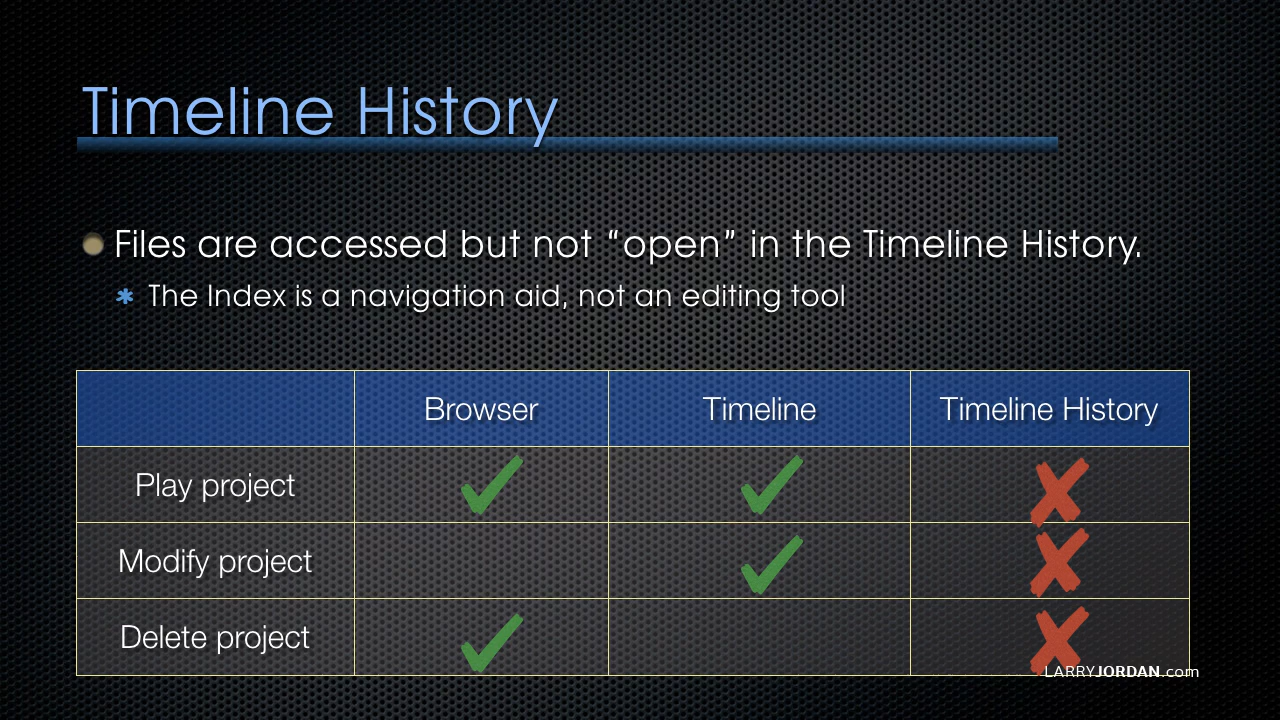 Timeline History
Files are accessed but not “open” in the Timeline History.
The Index is a navigation aid, not an editing tool
Browser Timeline Timeline History
Play project
Modify project
Delete project
LARRYJORDAN.com